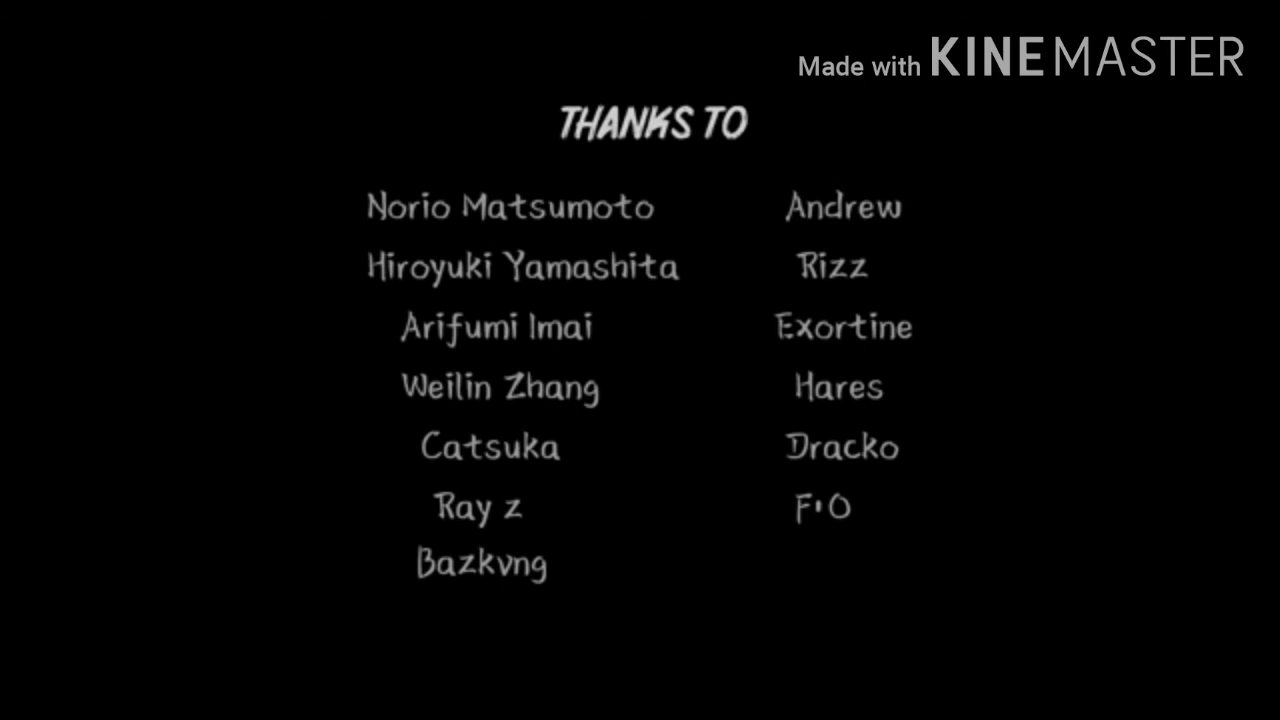 Made with KINEMASTER
THANKS TO
Norio Matsumoto
Hiroyuki Yamashita
Arifumi Imai
Weilin Zhang
Catsuka
Ray z
Bazkvng
Andrew
Rizz
Exortine
Hares
Dracko
F·O